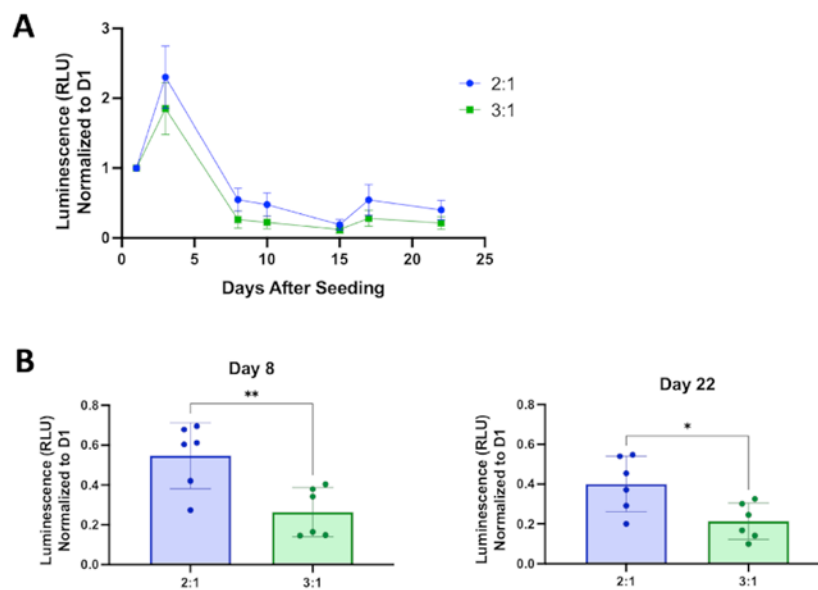 A
Luminescence (RLU)
Normalized to D1
3
2
1
0
0 5 10 15 20 25
Days After Seeding
2:1
3:1
B
Day 8
Luminescence (RLU)
Normalized to D1
0.8
0.6
0.4
0.2
0.0
**
2:1 3:1
Day 22
Luminescence (RLU)
Normalized to D1
0.8
0.6
0.4
0.2
0.0
*
2:1 3:1